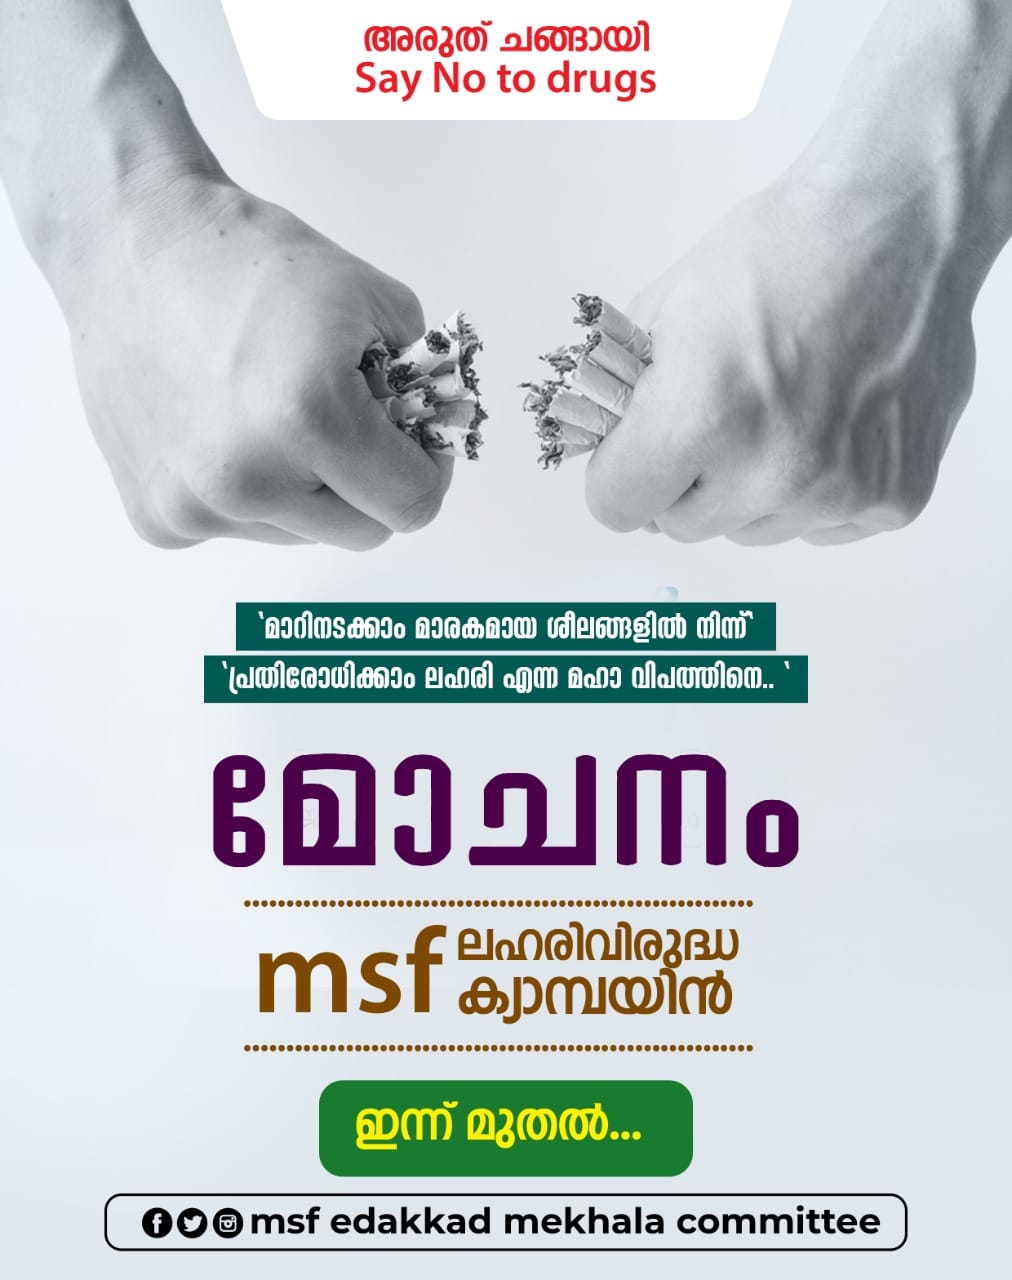 അരുത് ചങ്ങായി
Say No to drugs
‘മാറിനടക്കാം മാരകമായ ശീലങ്ങളിൽ നിന്ന്‘
‘പ്രതിരോധിക്കാം ലഹരി എന്ന മഹാ വിപത്തിനെ.. ‘
മോചനം
msf ലഹരിവിരുദ്ധ
ക്യാമ്പയിൻ
ഇന്ന് മുതൽ...
msf edakkad mekhala committee